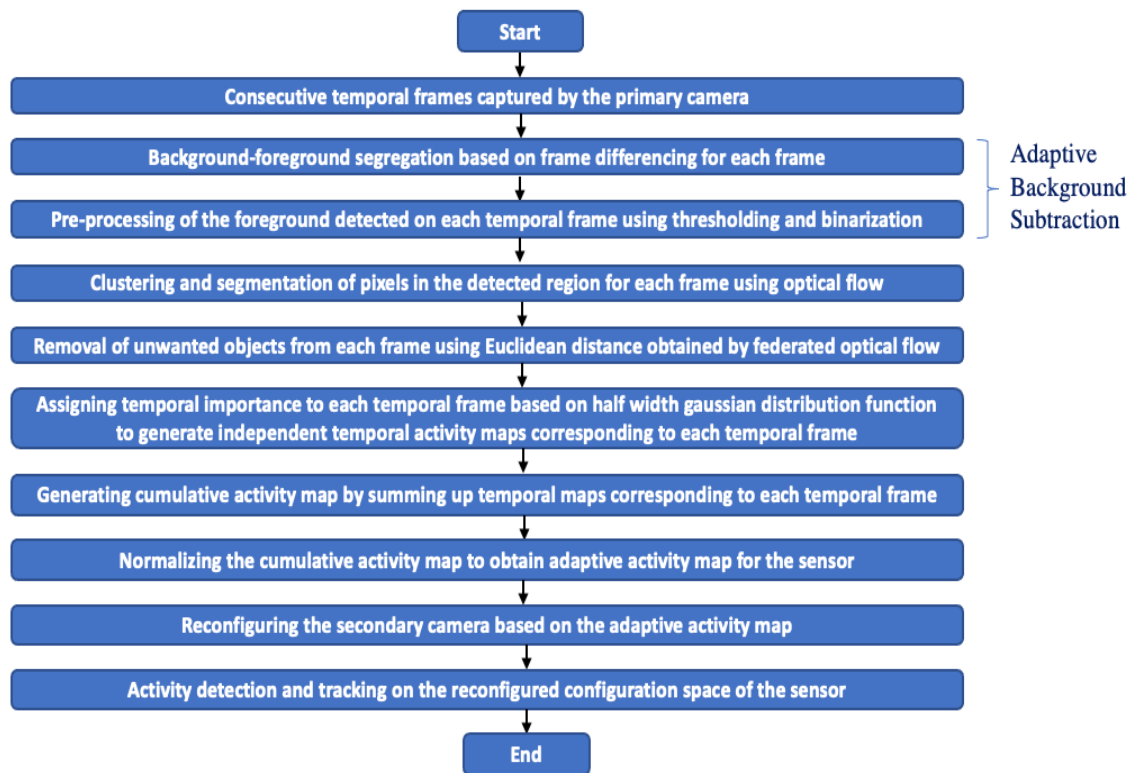 Start
Consecutive temporal frames captured by the primary camera
Background-foreground segregation based on frame differencing for each frame
Pre-processing of the foreground detected on each temporal frame using thresholding and binarization
Adaptive
Background
Subtraction
Clustering and segmentation of pixels in the detected region for each frame using optical flow
Removal of unwanted objects from each frame using Euclidean distance obtained by federated optical flow
Assigning temporal importance to each temporal frame based on half width gaussian distribution function
to generate independent temporal activity maps corresponding to each temporal frame
Generating cumulative activity map by summing up temporal maps corresponding to each temporal frame
Normalizing the cumulative activity map to obtain adaptive activity map for the sensor
Reconfiguring the secondary camera based on the adaptive activity map
Activity detection and tracking on the reconfigured configuration space of the sensor
End